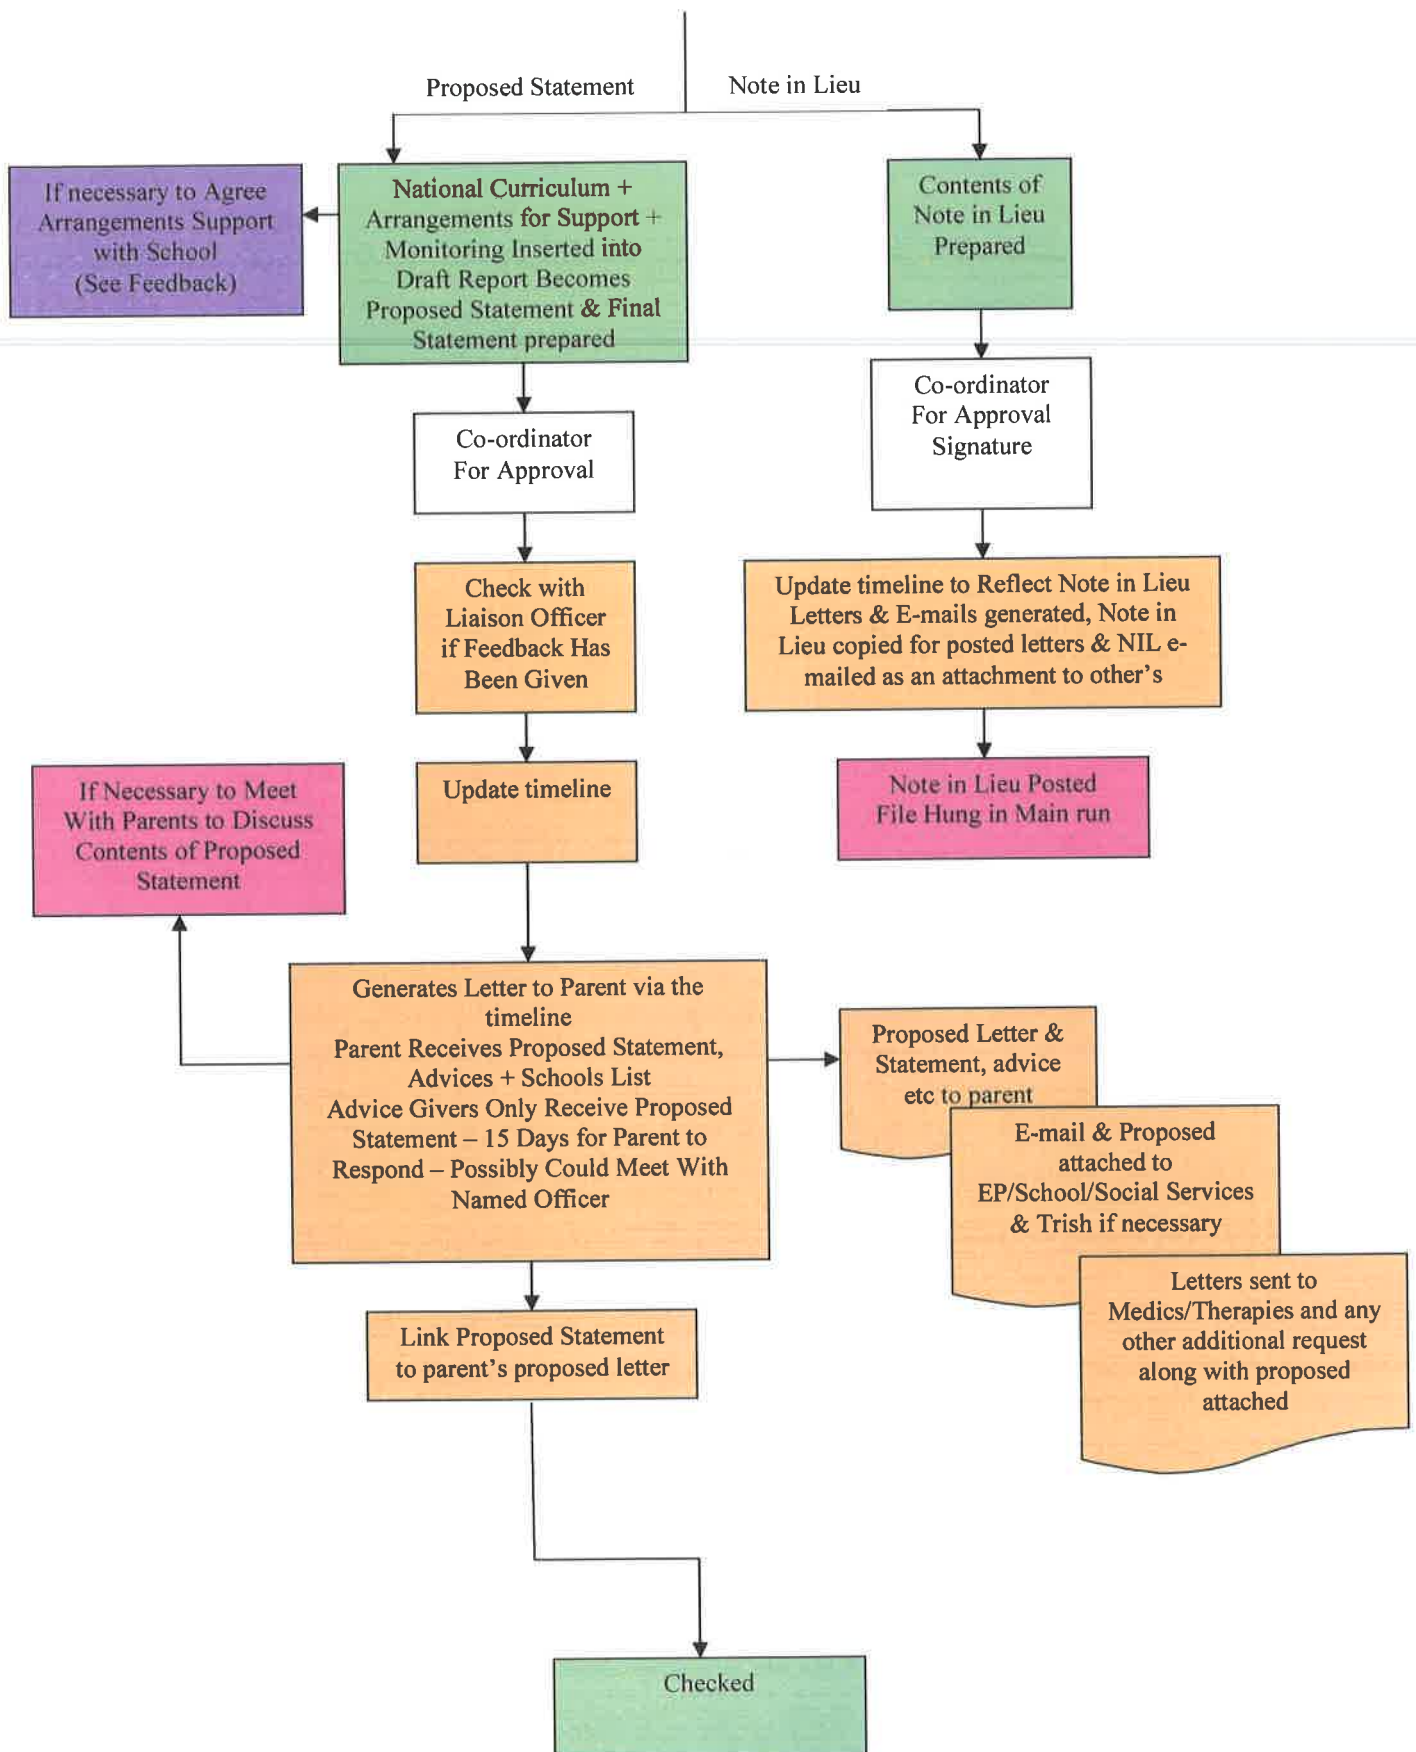 Proposed Statement
Note in Lieu
If necessary to Agree
Arrangements Support
with School
(See Feedback)
National Curriculum +
Arrangements for Support +
Monitoring Inserted into
Draft Report Becomes
Proposed Statement & Final
Statement prepared
Contents of
Note in Lieu
Prepared
Co-ordinator
For Approval
Co-ordinator
For Approval
Signature
Check with
Liaison Officer
if Feedback Has
Been Given
Update timeline to Reflect Note in Lieu
Letters & E-mails generated, Note in
Lieu copied for posted letters & NIL e-
mailed as an attachment to other's
If Necessary to Meet
With Parents to Discuss
Contents of Proposed
Statement
Update timeline
Note in Lieu Posted
File Hung in Main run
Generates Letter to Parent via the
timeline
Parent Receives Proposed Statement,
Advices + Schools List
Advice Givers Only Receive Proposed
Statement – 15 Days for Parent to
Respond – Possibly Could Meet With
Named Officer
Proposed Letter &
Statement, advice
etc to parent
E-mail & Proposed
attached to
EP/School/Social Services
& Trish if necessary
Letters sent to
Medics/Therapies and any
other additional request
along with proposed
attached
Link Proposed Statement
to parent's proposed letter
Checked